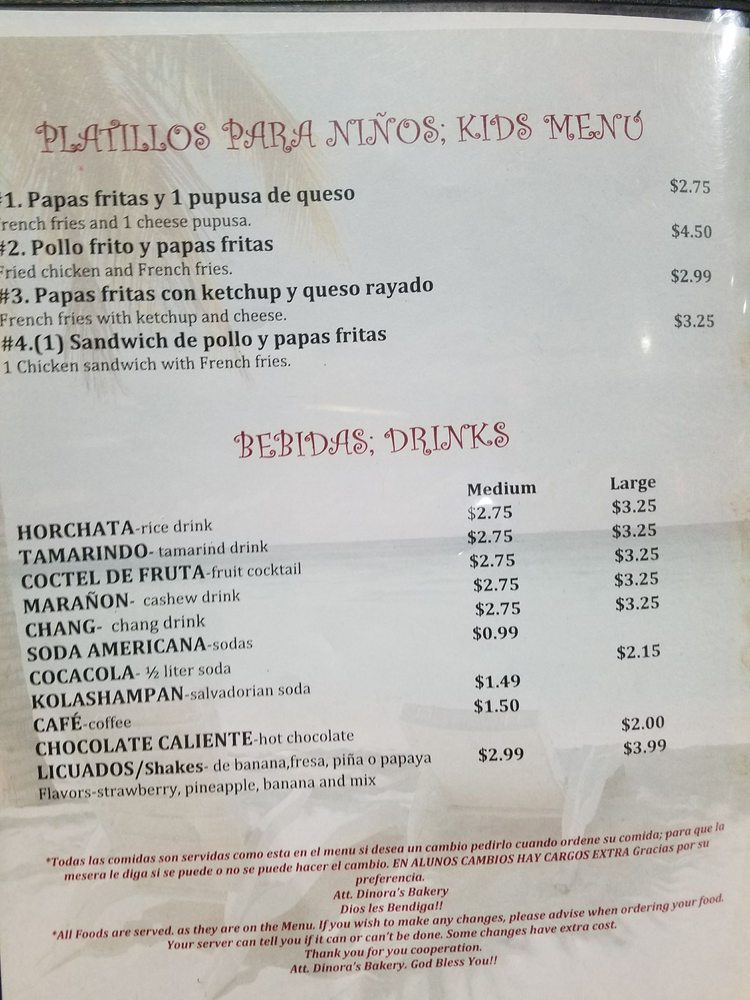 PLATILLOS PARA NIÑOS; KIDS MENÚ
#1. Papas fritas y 1 pupusa de queso $2.75
French fries and 1 cheese pupusa.
#2. Pollo frito y papas fritas $4.50
Fried chicken and French fries.
#3. Papas fritas con ketchup y queso rayado $2.99
French fries with ketchup and cheese.
#4.(1) Sandwich de pollo y papas fritas $3.25
1 Chicken sandwich with French fries.
BEBIDAS; DRINKS
Medium Large
HORCHATA-rice drink $2.75 $3.25
TAMARINDO- tamarind drink $2.75 $3.25
COCTEL DE FRUTA-fruit cocktail $2.75 $3.25
MARAÑON- cashew drink $2.75 $3.25
CHANG- chang drink $2.75 $3.25
SODA AMERICANA-sodas $0.99
COCACOLA- ½ liter soda $2.15
KOLASHAMPAN-salvadorian soda $1.49
CAFÉ-coffee $1.50
CHOCOLATE CALIENTE-hot chocolate $2.00
LICUADOS/Shakes- de banana,fresa, piña o papaya $2.99 $3.99
Flavors-strawberry, pineapple, banana and mix
*Todas las comidas son servidas como esta en el menu si desea un cambio pedirlo cuando ordene su comida; para que la
mesera le diga si se puede o no se puede hacer el cambio. EN ALUNOS CAMBIOS HAY CARGOS EXTRA Gracias por su
preferencia.
Att. Dinora's Bakery
Dios les Bendiga!!
*All Foods are served. as they are on the Menu. If you wish to make any changes, please advise when ordering your food.
Your server can tell you if it can or can't be done. Some changes have extra cost.
Thank you for you cooperation.
Att. Dinora's Bakery. God Bless You!!